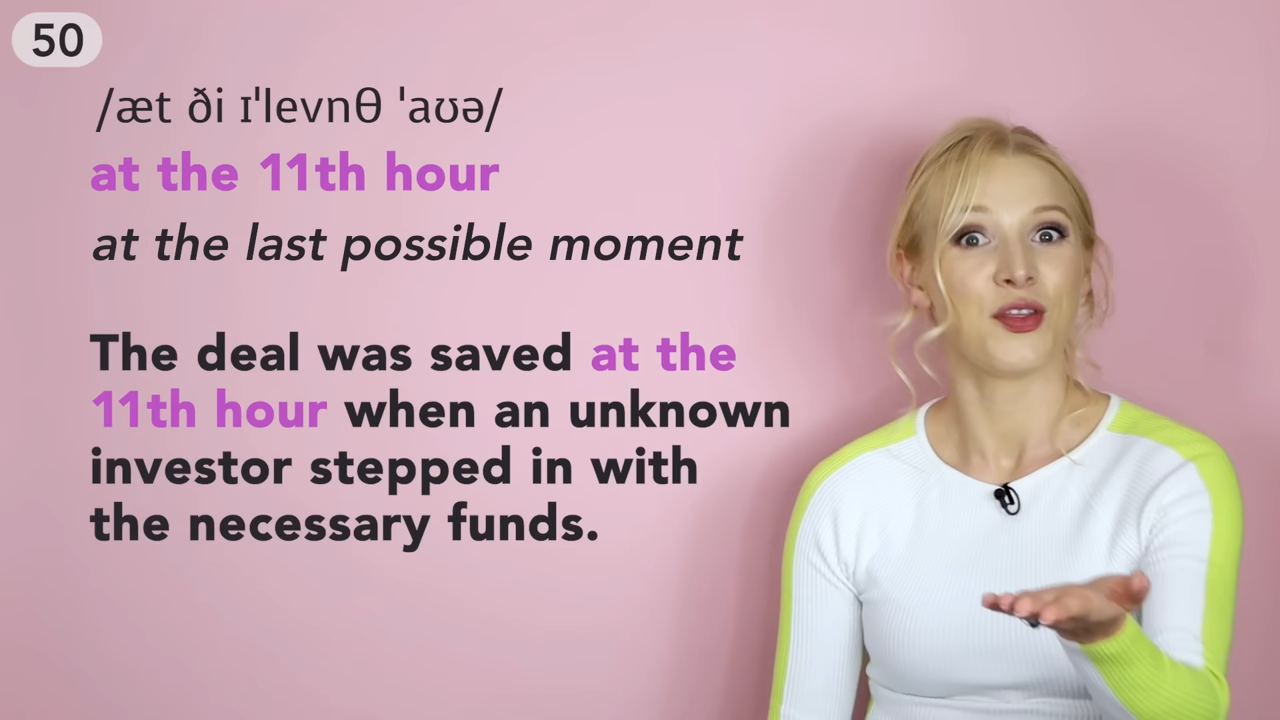 50
/æt ði ɪˈlevnθ ˈaʊə/
at the 11th hour
at the last possible moment
The deal was saved at the
11th hour when an unknown
investor stepped in with
the necessary funds.